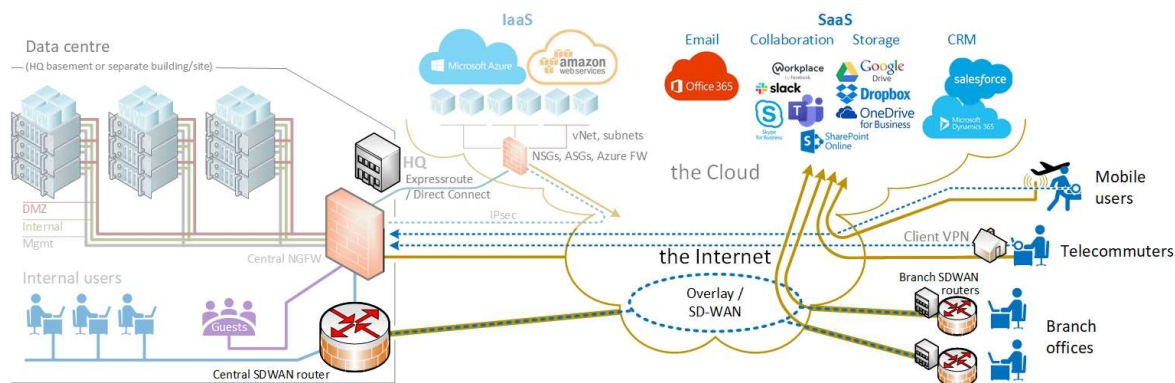 Data centre
(HQ basement or separate building/site)
DMZ
Internal
Mgmt
Central NGFW
HQ
Internal users
Guests
Central SDWAN router
IaaS
Microsoft Azure
amazon
webservices
vNet, subnets
NSGs, ASGs, Azure FW
Expressroute
/ Direct Connect
IPsec
the Cloud
SaaS
Email
Collaboration
Storage
CRM
Office 365
Workplace
by Facebook
slack
Skype
for Business
SharePoint
Online
Google
Drive
Dropbox
OneDrive
for Business
salesforce
Microsoft
Dynamics 365
the Internet
Overlay /
SD-WAN
Client VPN
Mobile
users
Telecommuters
Branch SDWAN
routers
Branch
offices